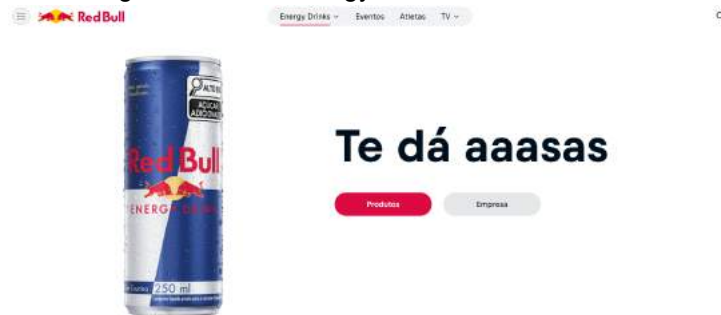 Red Bull
Energy Drinks
Eventos
Atletas
TV
ALTO EM
AÇÚCAR
ADICIONADO
Te dá aaasas
Red Bull
ENERGY DRINK
Produtos
Empresa
250 ml